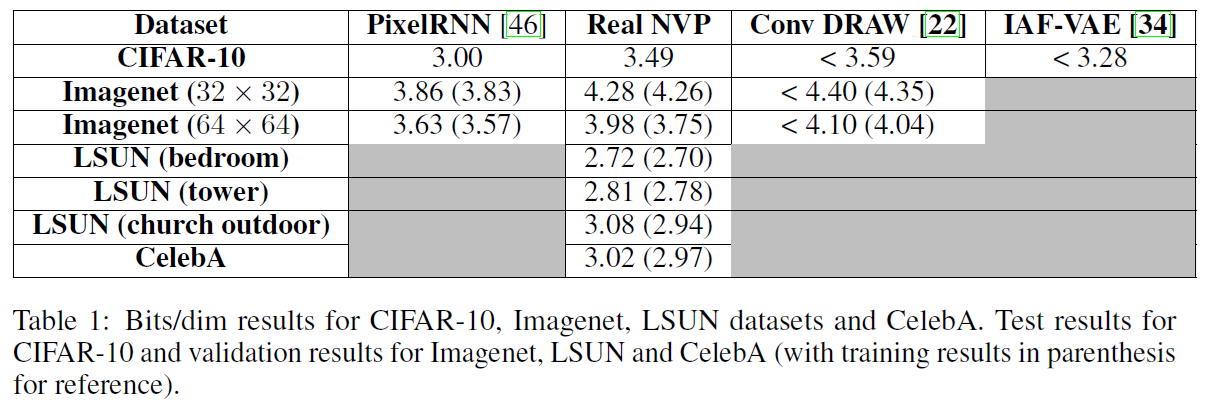 Dataset PixelRNN [46] Real NVP Conv DRAW [22] IAF-VAE [34]
CIFAR-10 3.00 3.49 < 3.59 < 3.28
Imagenet (32 × 32) 3.86 (3.83) 4.28 (4.26) < 4.40 (4.35)
Imagenet (64 × 64) 3.63 (3.57) 3.98 (3.75) < 4.10 (4.04)
LSUN (bedroom) 2.72 (2.70)
LSUN (tower) 2.81 (2.78)
LSUN (church outdoor) 3.08 (2.94)
CelebA 3.02 (2.97)
Table 1: Bits/dim results for CIFAR-10, Imagenet, LSUN datasets and CelebA. Test results for
CIFAR-10 and validation results for Imagenet, LSUN and CelebA (with training results in parenthesis
for reference).